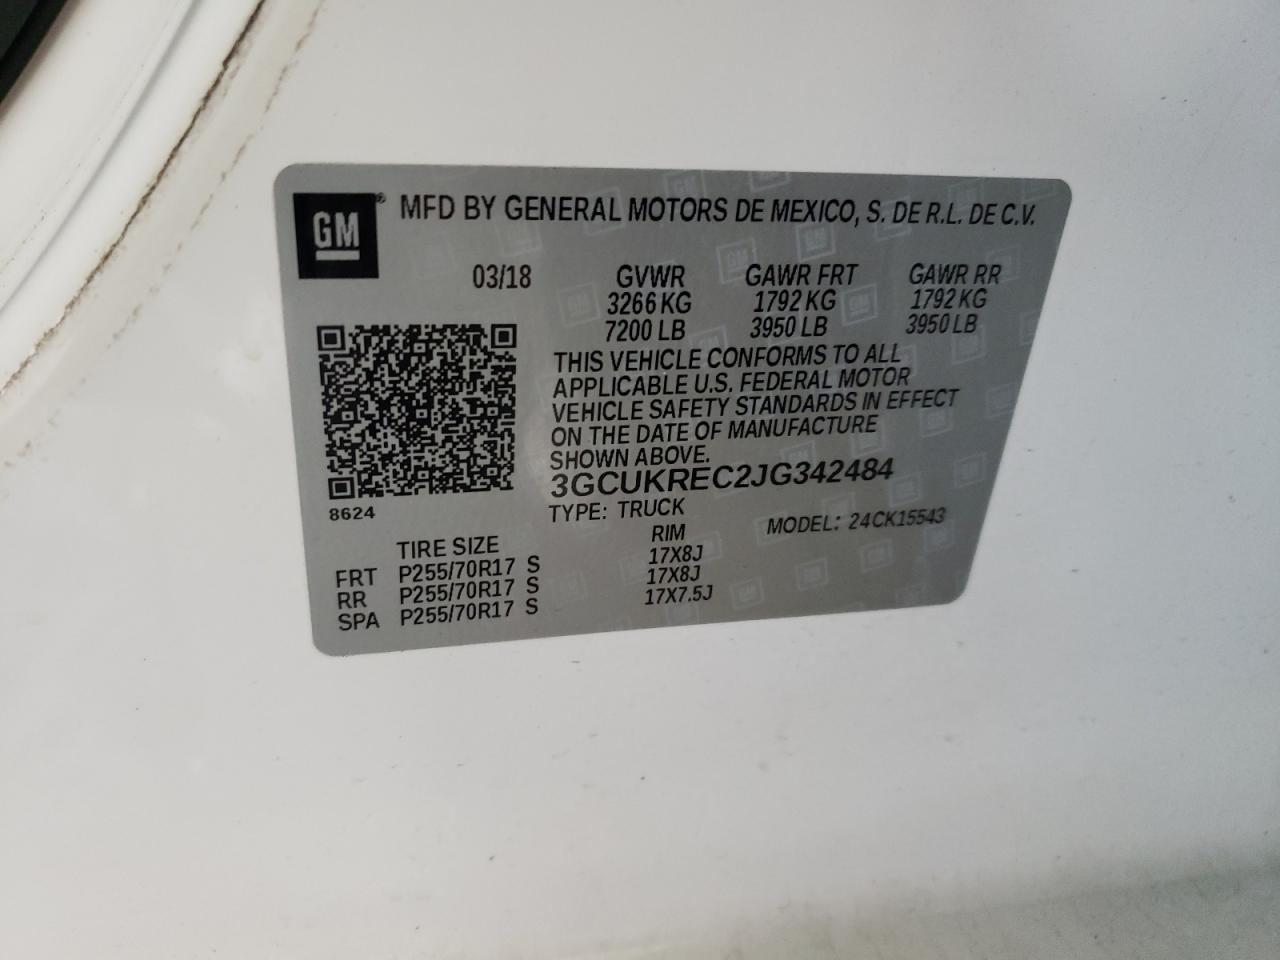 GM® MFD BY GENERAL MOTORS DE MEXICO, S. DE R.L. DE C.V.
03/18 GVWR GAWR FRT GAWR RR
3266 KG 1792 KG 1792 KG
7200 LB 3950 LB 3950 LB
THIS VEHICLE CONFORMS TO ALL
APPLICABLE U.S. FEDERAL MOTOR
VEHICLE SAFETY STANDARDS IN EFFECT
ON THE DATE OF MANUFACTURE
SHOWN ABOVE.
3GCUKREC2JG342484
8624 TYPE: TRUCK MODEL: 24CK15543
TIRE SIZE RIM
FRT P255/70R17 S 17X8J
RR P255/70R17 S 17X8J
SPA P255/70R17 S 17X7.5J